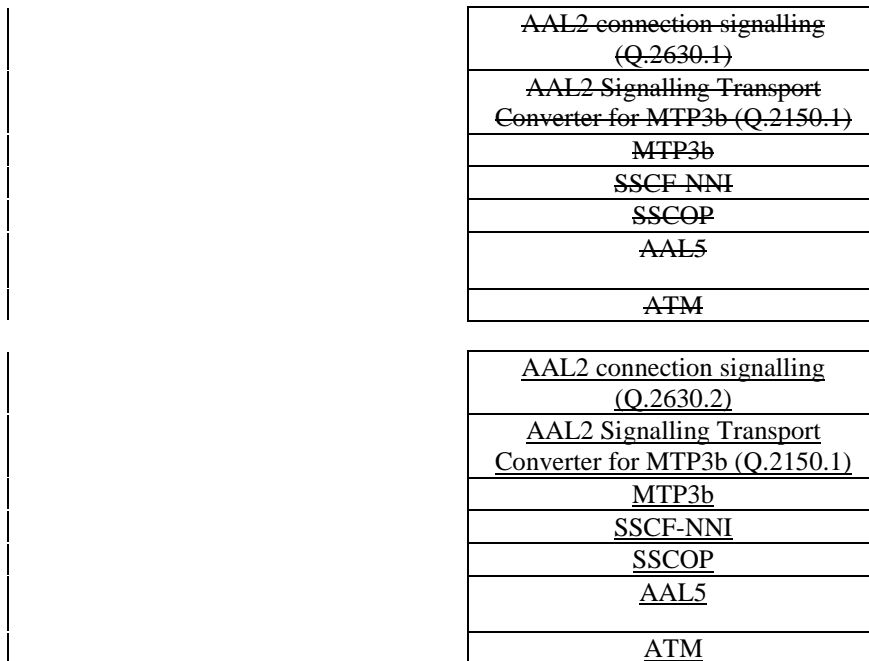 AAL2 connection signalling
(Q.2630.1)
AAL2 Signalling Transport
Converter for MTP3b (Q.2150.1)
MTP3b
SSCF-NNI
SSCOP
AAL5
ATM
AAL2 connection signalling
(Q.2630.2)
AAL2 Signalling Transport
Converter for MTP3b (Q.2150.1)
MTP3b
SSCF-NNI
SSCOP
AAL5
ATM